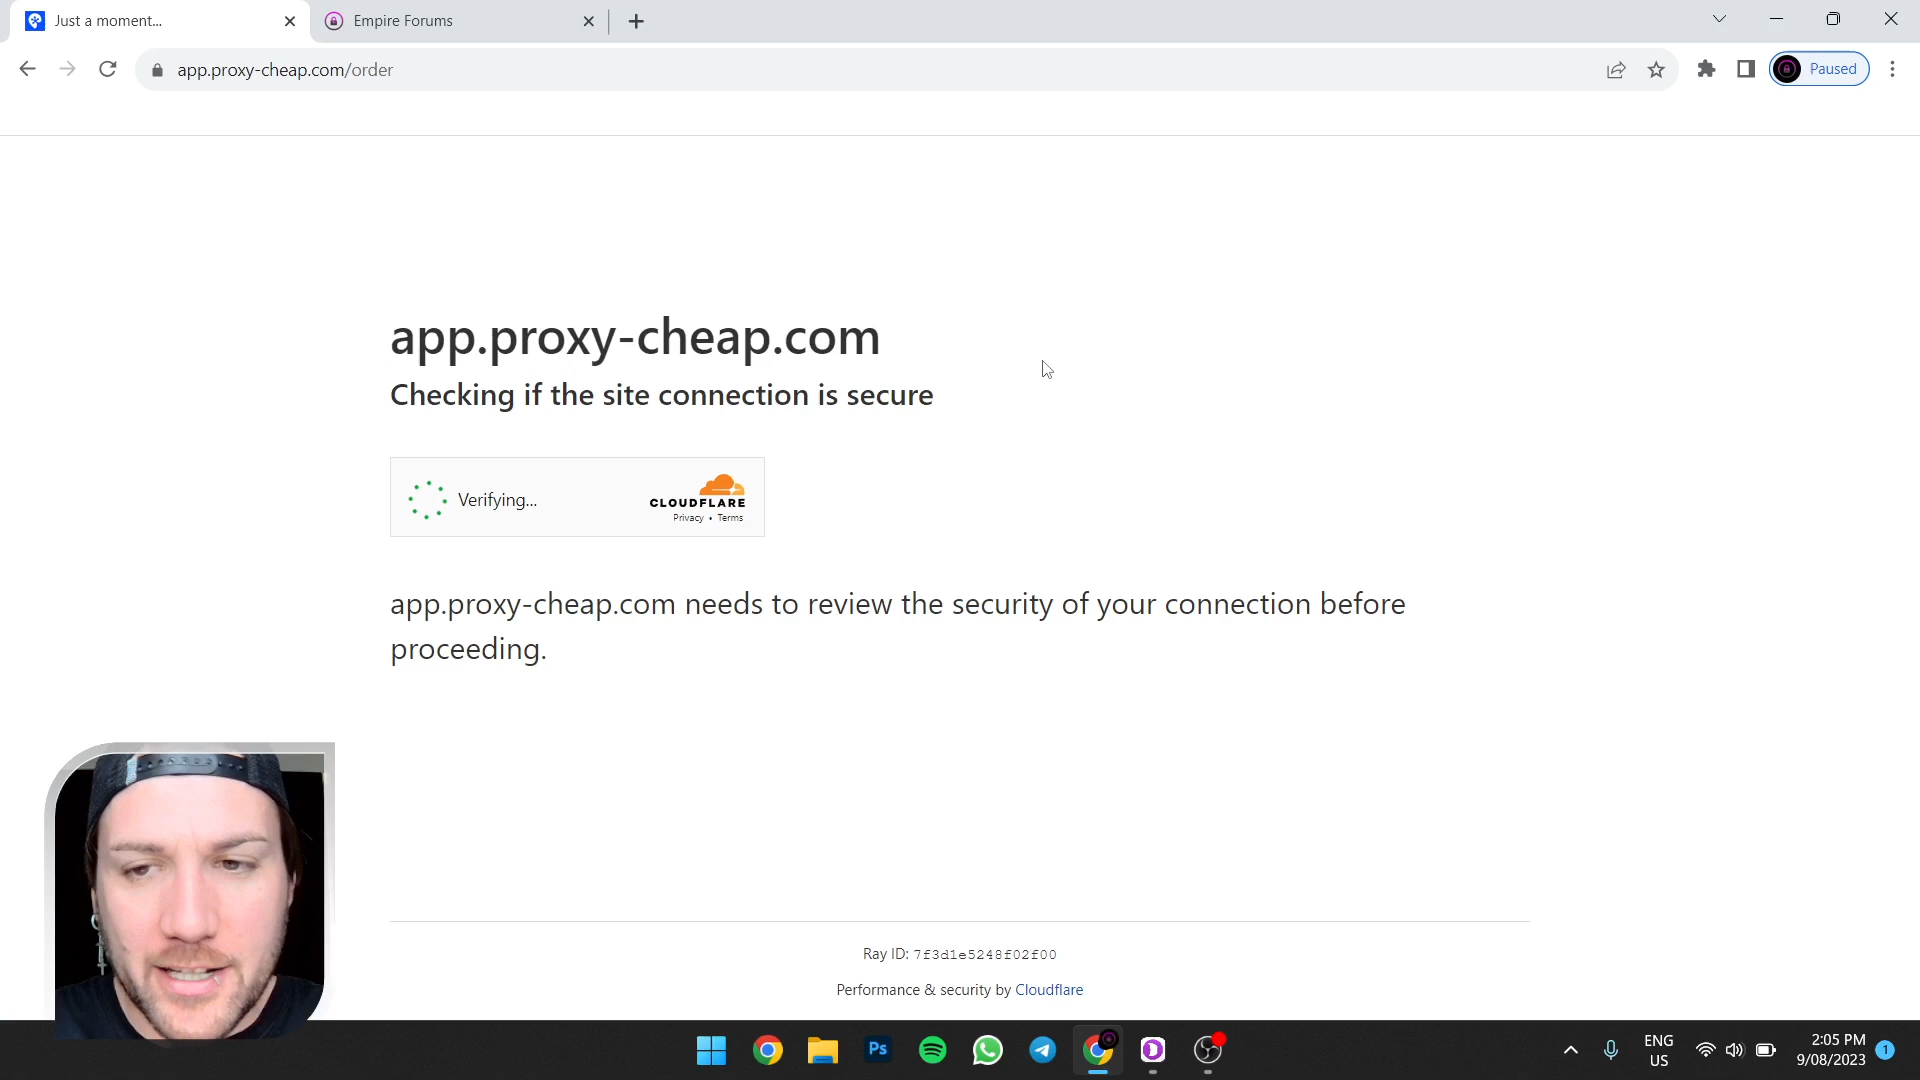 Just a moment...
Empire Forums
app.proxy-cheap.com/order
Paused
app.proxy-cheap.com
Checking if the site connection is secure
Verifying...
CLOUDFLARE
Privacy • Terms
app.proxy-cheap.com needs to review the security of your connection before
proceeding.
Ray ID: 7f3d1e5248f02f00
Performance & security by Cloudflare
Ps
ENG
US
2:05 PM
9/08/2023
1